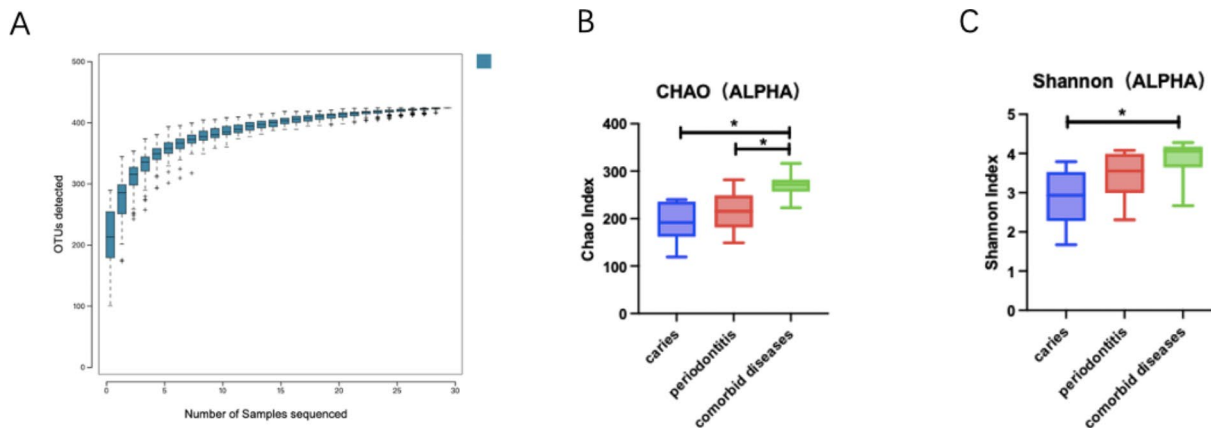 A
500
400
300
200
100
0
OTUs detected
0 5 10 15 20 25 30
Number of Samples sequenced
B
CHAO（ALPHA）
*
*
400
300
200
100
0
Chao Index
caries
periodontitis
comorbid diseases
C
Shannon（ALPHA）
*
5
4
3
2
1
0
Shannon Index
caries
periodontitis
comorbid diseases